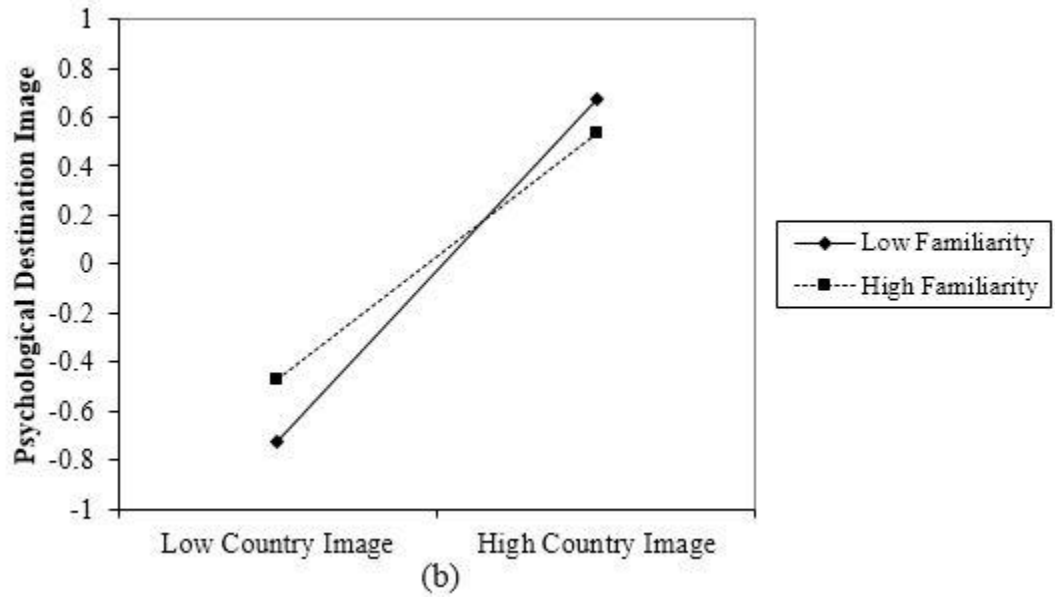 Psychological Destination Image
1
0.8
0.6
0.4
0.2
0
-0.2
-0.4
-0.6
-0.8
-1
Low Country Image
High Country Image
(b)
Low Familiarity
High Familiarity